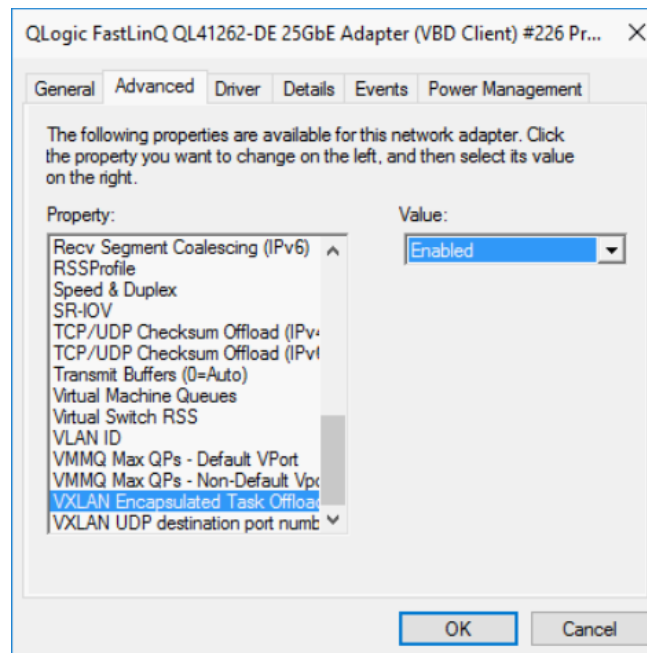 QLogic FastLinQ QL41262-DE 25GbE Adapter (VBD Client) #226 Pr...
General Advanced Driver Details Events Power Management
The following properties are available for this network adapter. Click
the property you want to change on the left, and then select its value
on the right.
Property:
Value:
Recv Segment Coalescing (IPv6)
RSSProfile
Speed & Duplex
SR-IOV
TCP/UDP Checksum Offload (IPv4
TCP/UDP Checksum Offload (IPv6
Transmit Buffers (0=Auto)
Virtual Machine Queues
Virtual Switch RSS
VLAN ID
VMMQ Max QPs - Default VPort
VMMQ Max QPs - Non-Default Vpo
VXLAN Encapsulated Task Offload
VXLAN UDP destination port numb
Enabled
OK Cancel